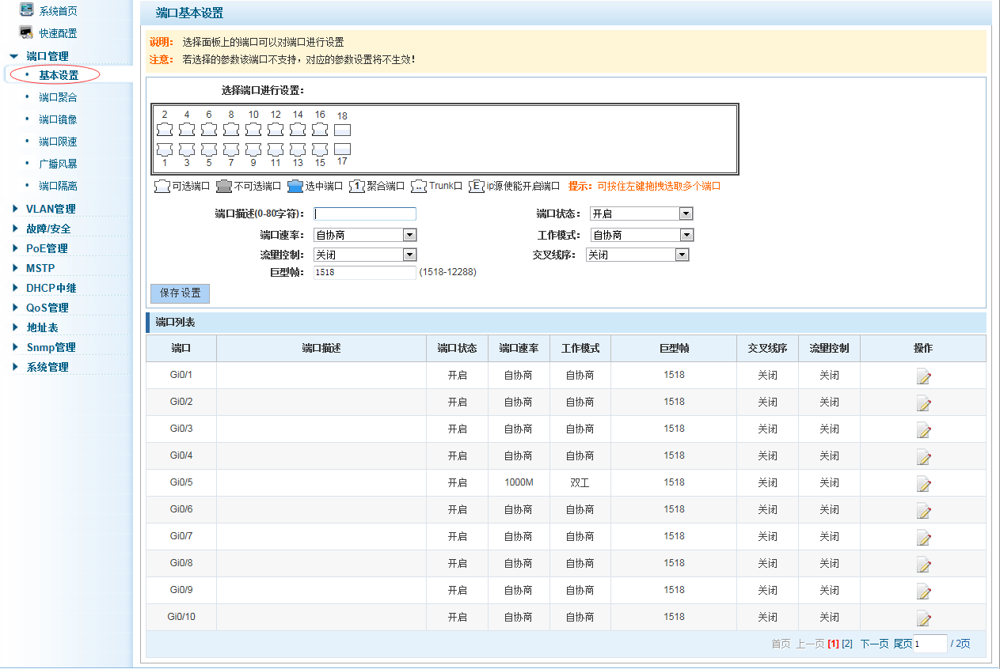 系统首页
快速配置
端口管理
基本设置
端口聚合
端口镜像
端口限速
广播风暴
端口隔离
VLAN管理
故障/安全
PoE管理
MSTP
DHCP中继
QoS管理
地址表
Snmp管理
系统管理
端口基本设置
说明： 选择面板上的端口可以对端口进行设置
注意： 若选择的参数该端口不支持，对应的参数设置将不生效！
选择端口进行设置：
2 4 6 8 10 12 14 16 18
1 3 5 7 9 11 13 15 17
可选端口 不可选端口 选中端口 1 聚合端口 Trunk口 E ip源使能开启端口 提示：可按住左键拖拽选取多个端口
端口描述(0-80字符)： 端口状态： 开启
端口速率： 自协商 工作模式： 自协商
流里控制： 关闭 交叉线序： 关闭
巨型帧： 1518 (1518-12288)
保存设置
端口列表
端口 端口描述 端口状态 端口速率 工作模式 巨型帧 交叉线序 流里控制 操作
Gi0/1 开启 自协商 自协商 1518 关闭 关闭
Gi0/2 开启 自协商 自协商 1518 关闭 关闭
Gi0/3 开启 自协商 自协商 1518 关闭 关闭
Gi0/4 开启 自协商 自协商 1518 关闭 关闭
Gi0/5 开启 1000M 双工 1518 关闭 关闭
Gi0/6 开启 自协商 自协商 1518 关闭 关闭
Gi0/7 开启 自协商 自协商 1518 关闭 关闭
Gi0/8 开启 自协商 自协商 1518 关闭 关闭
Gi0/9 开启 自协商 自协商 1518 关闭 关闭
Gi0/10 开启 自协商 自协商 1518 关闭 关闭
首页 上一页 [1] [2] 下一页 尾页 1 / 2页